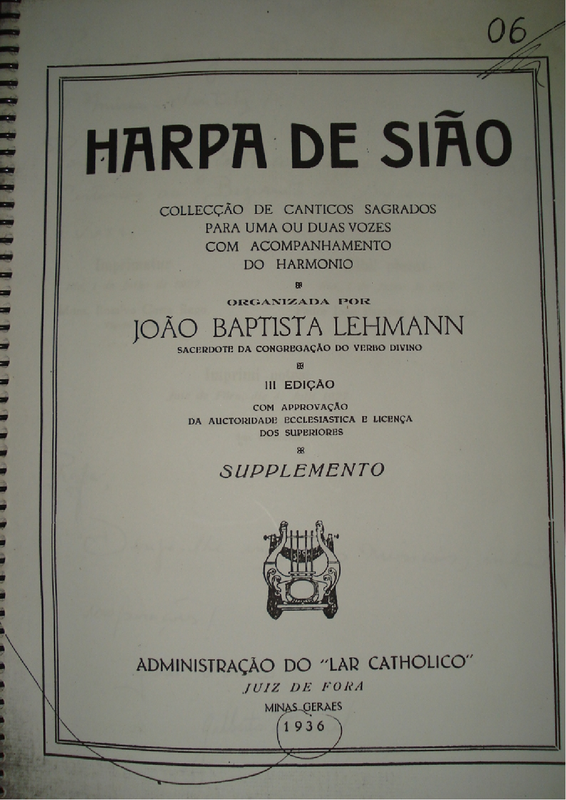 06
HARPA DE SIÃO
COLLECÇÃO DE CANTICOS SAGRADOS
PARA UMA OU DUAS VOZES
COM ACOMPANHAMENTO
DO HARMONIO
ORGANIZADA POR
JOÃO BAPTISTA LEHMANN
SACERDOTE DA CONGREGAÇÃO DO VERBO DIVINO
III EDIÇÃO
COM APPROVAÇÃO
DA AUCTORIDADE ECCLESIASTICA E LICENÇA
DOS SUPERIORES
SUPPLEMENTO
ADMINISTRAÇÃO DO "LAR CATHOLICO"
JUIZ DE FORA
MINAS GERAES
1936